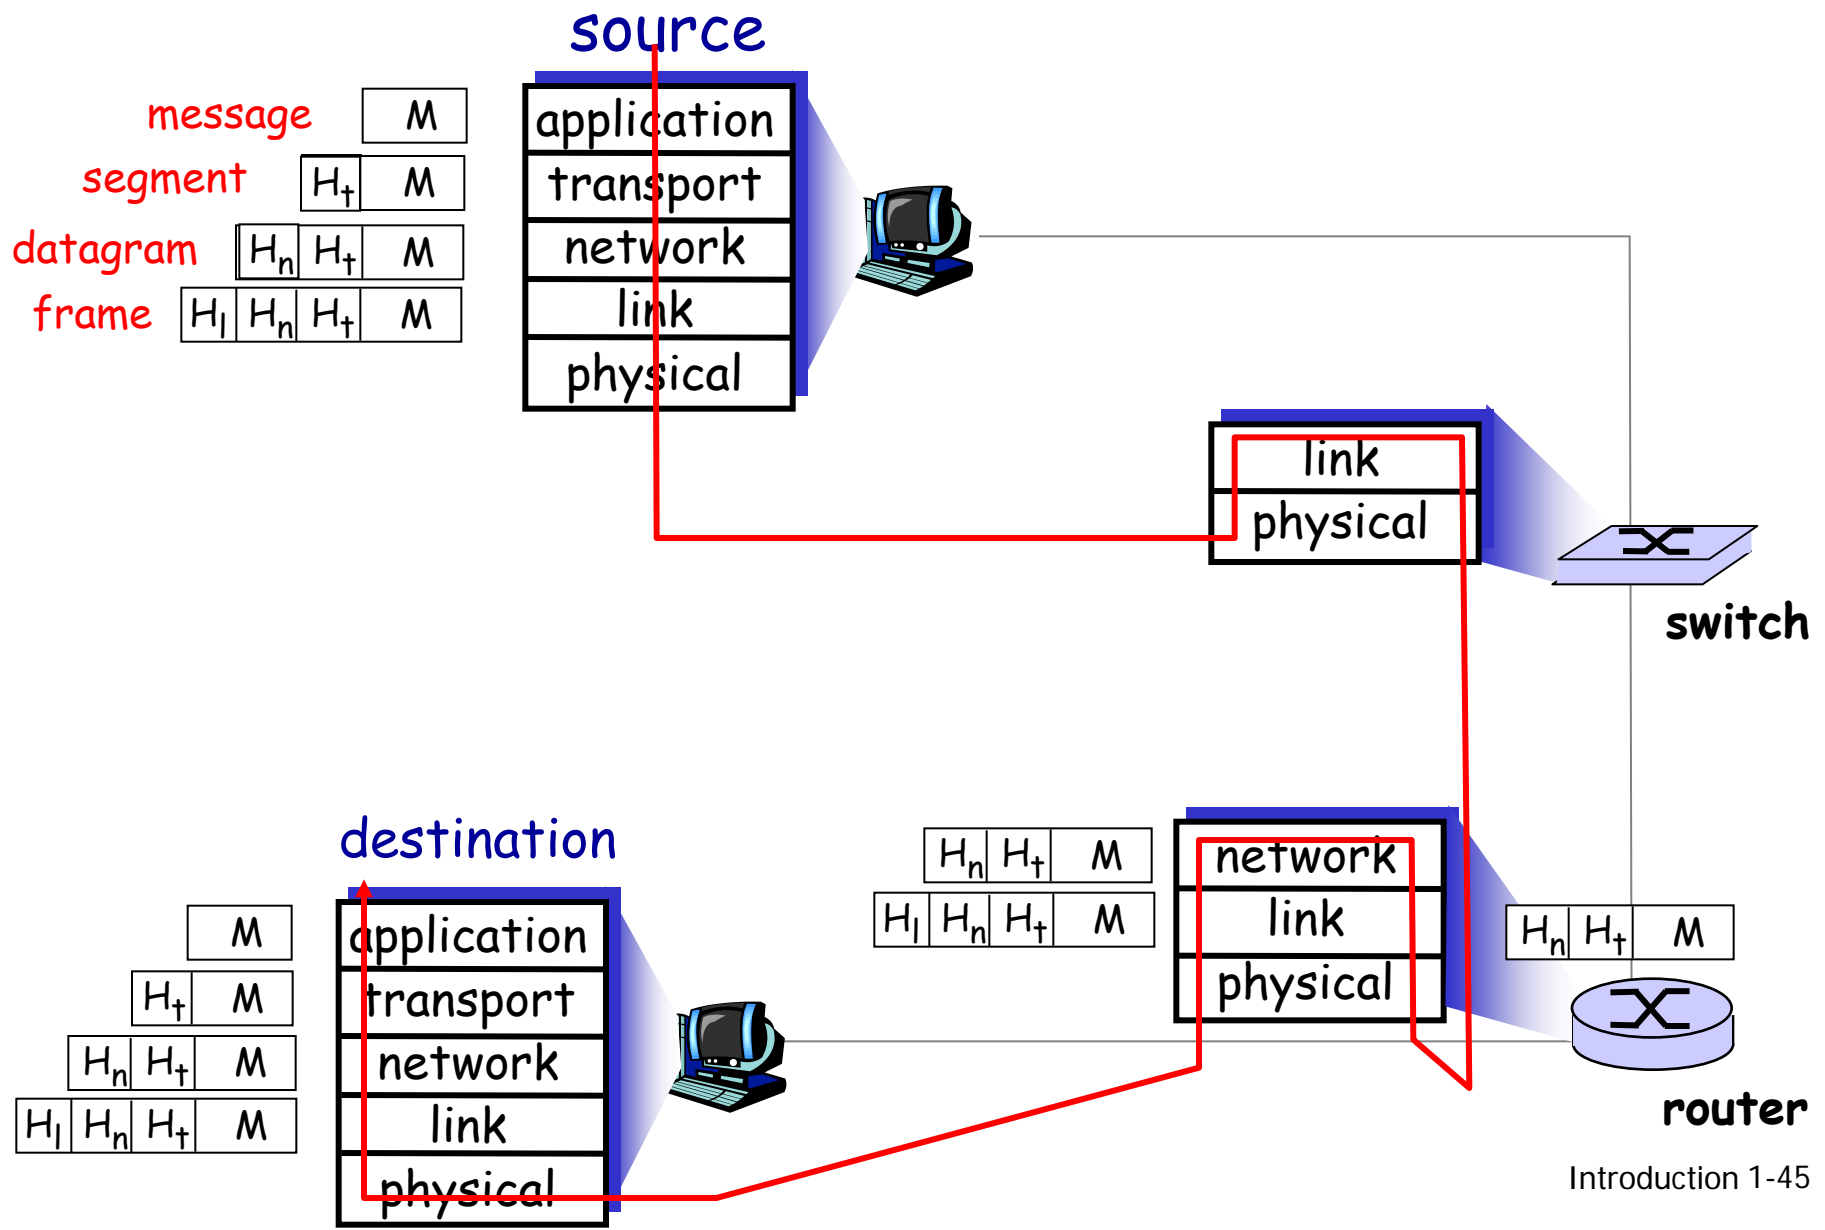 source
message M
segment Ht M
datagram Hn Ht M
frame Hl Hn Ht M
application
transport
network
link
physical
link
physical
switch
destination
M
Ht M
Hn Ht M
Hl Hn Ht M
application
transport
network
link
physical
Hn Ht M
Hl Hn Ht M
network
link
physical
Hn Ht M
router
Introduction 1-45